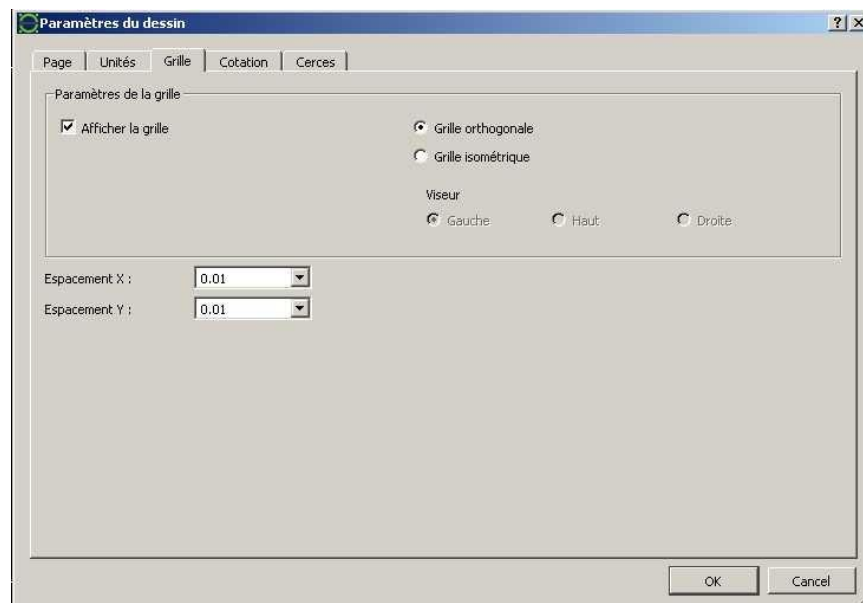 Paramètres du dessin
Page Unités Grille Cotation Cerces
Paramètres de la grille
Afficher la grille Grille orthogonale
Grille isométrique
Viseur
Gauche Haut Droite
Espacement X : 0.01
Espacement Y : 0.01
OK Cancel